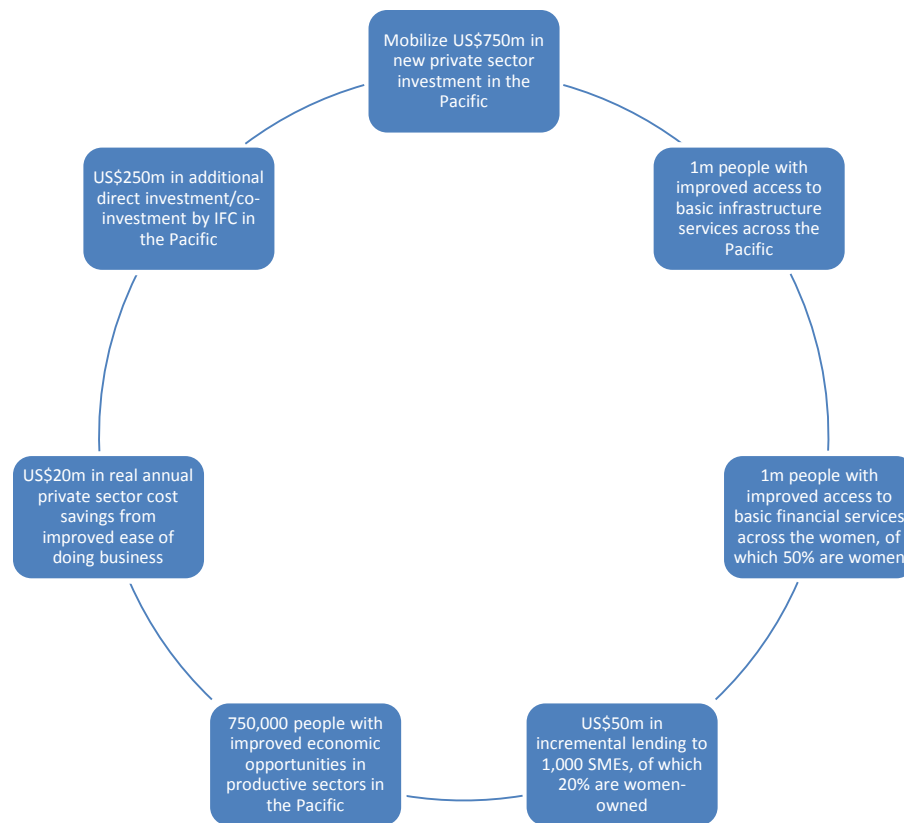 Mobilize US$750m in
new private sector
investment in the
Pacific
1m people with
improved access to
basic infrastructure
services across the
Pacific
1m people with
improved access to
basic financial services
across the women, of
which 50% are women
US$50m in
incremental lending to
1,000 SMEs, of which
20% are women-
owned
750,000 people with
improved economic
opportunities in
productive sectors in
the Pacific
US$20m in real annual
private sector cost
savings from
improved ease of
doing business
US$250m in additional
direct investment/co-
investment by IFC in
the Pacific